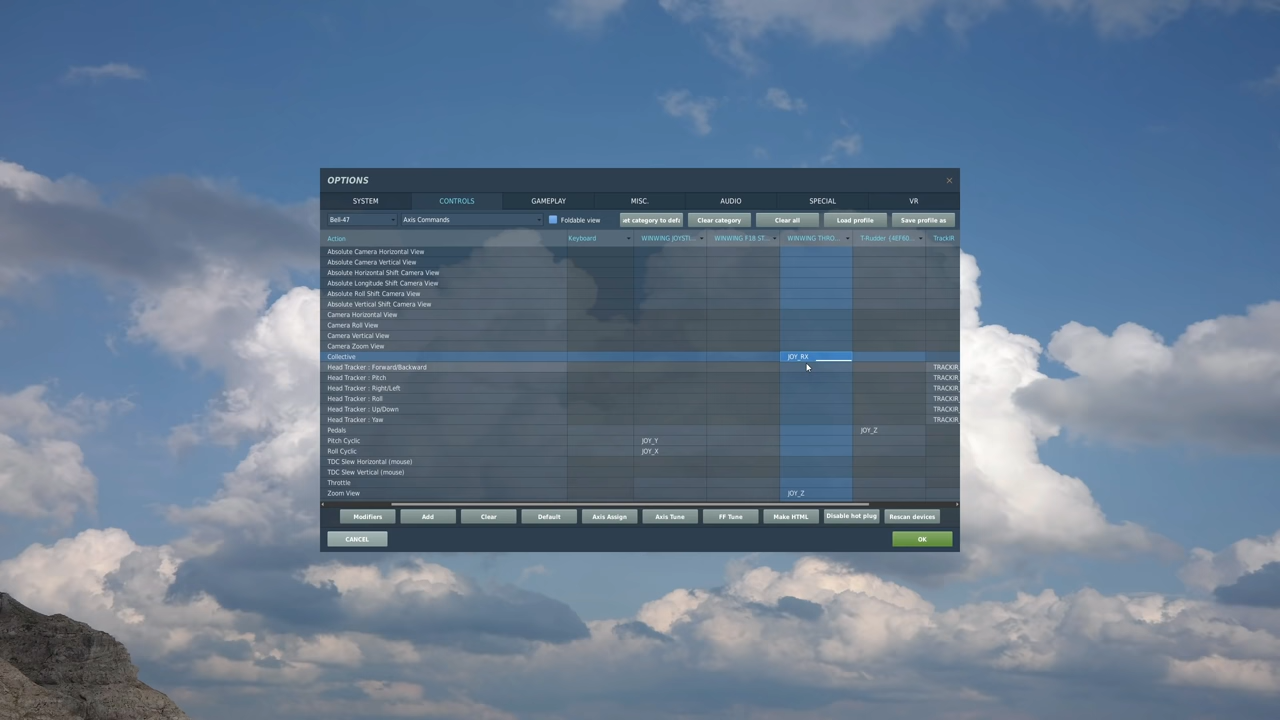 OPTIONS
SYSTEM CONTROLS GAMEPLAY MISC. AUDIO SPECIAL VR
Bell-47 Axis Commands Foldable view et category to defa Clear category Clear all Load profile Save profile as
Action Keyboard WINWING JOYSTI... WINWING F18 ST... WINWING THRO... T-Rudder {4EF60... TrackIR
Absolute Camera Horizontal View
Absolute Camera Vertical View
Absolute Horizontal Shift Camera View
Absolute Longitude Shift Camera View
Absolute Roll Shift Camera View
Absolute Vertical Shift Camera View
Camera Horizontal View
Camera Roll View
Camera Vertical View
Camera Zoom View
Collective JOY_RX
Head Tracker : Forward/Backward TRACKIR_
Head Tracker : Pitch TRACKIR_
Head Tracker : Right/Left TRACKIR_
Head Tracker : Roll TRACKIR_
Head Tracker : Up/Down TRACKIR_
Head Tracker : Yaw TRACKIR_
Pedals JOY_Z
Pitch Cyclic JOY_Y
Roll Cyclic JOY_X
TDC Slew Horizontal (mouse)
TDC Slew Vertical (mouse)
Throttle
Zoom View JOY_Z
Modifiers Add Clear Default Axis Assign Axis Tune FF Tune Make HTML Disable hot plug Rescan devices
CANCEL OK